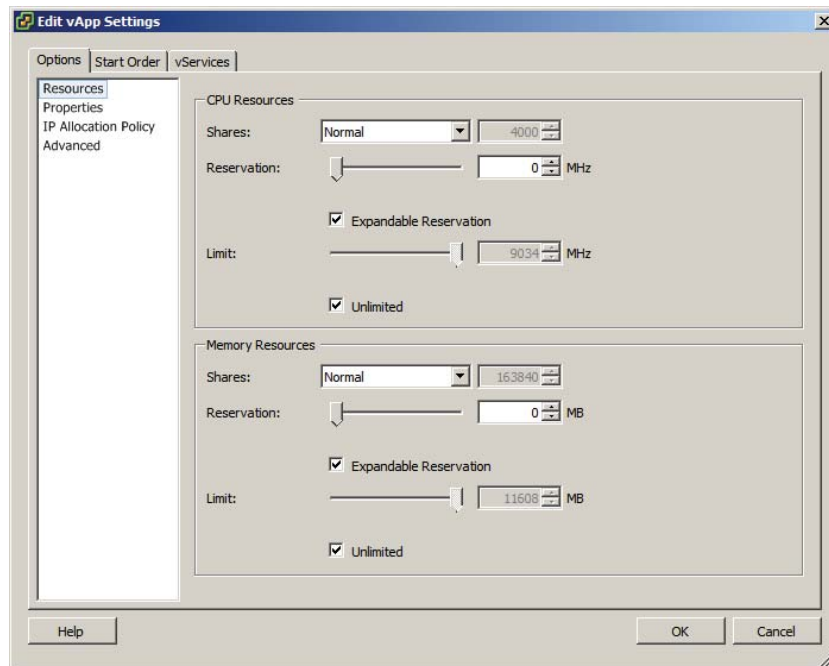 Edit vApp Settings
Options Start Order vServices
Resources
Properties
IP Allocation Policy
Advanced
CPU Resources
Shares: Normal 4000
Reservation: 0 MHz
Expandable Reservation
Limit: 9034 MHz
Unlimited
Memory Resources
Shares: Normal 163840
Reservation: 0 MB
Expandable Reservation
Limit: 11608 MB
Unlimited
Help OK Cancel